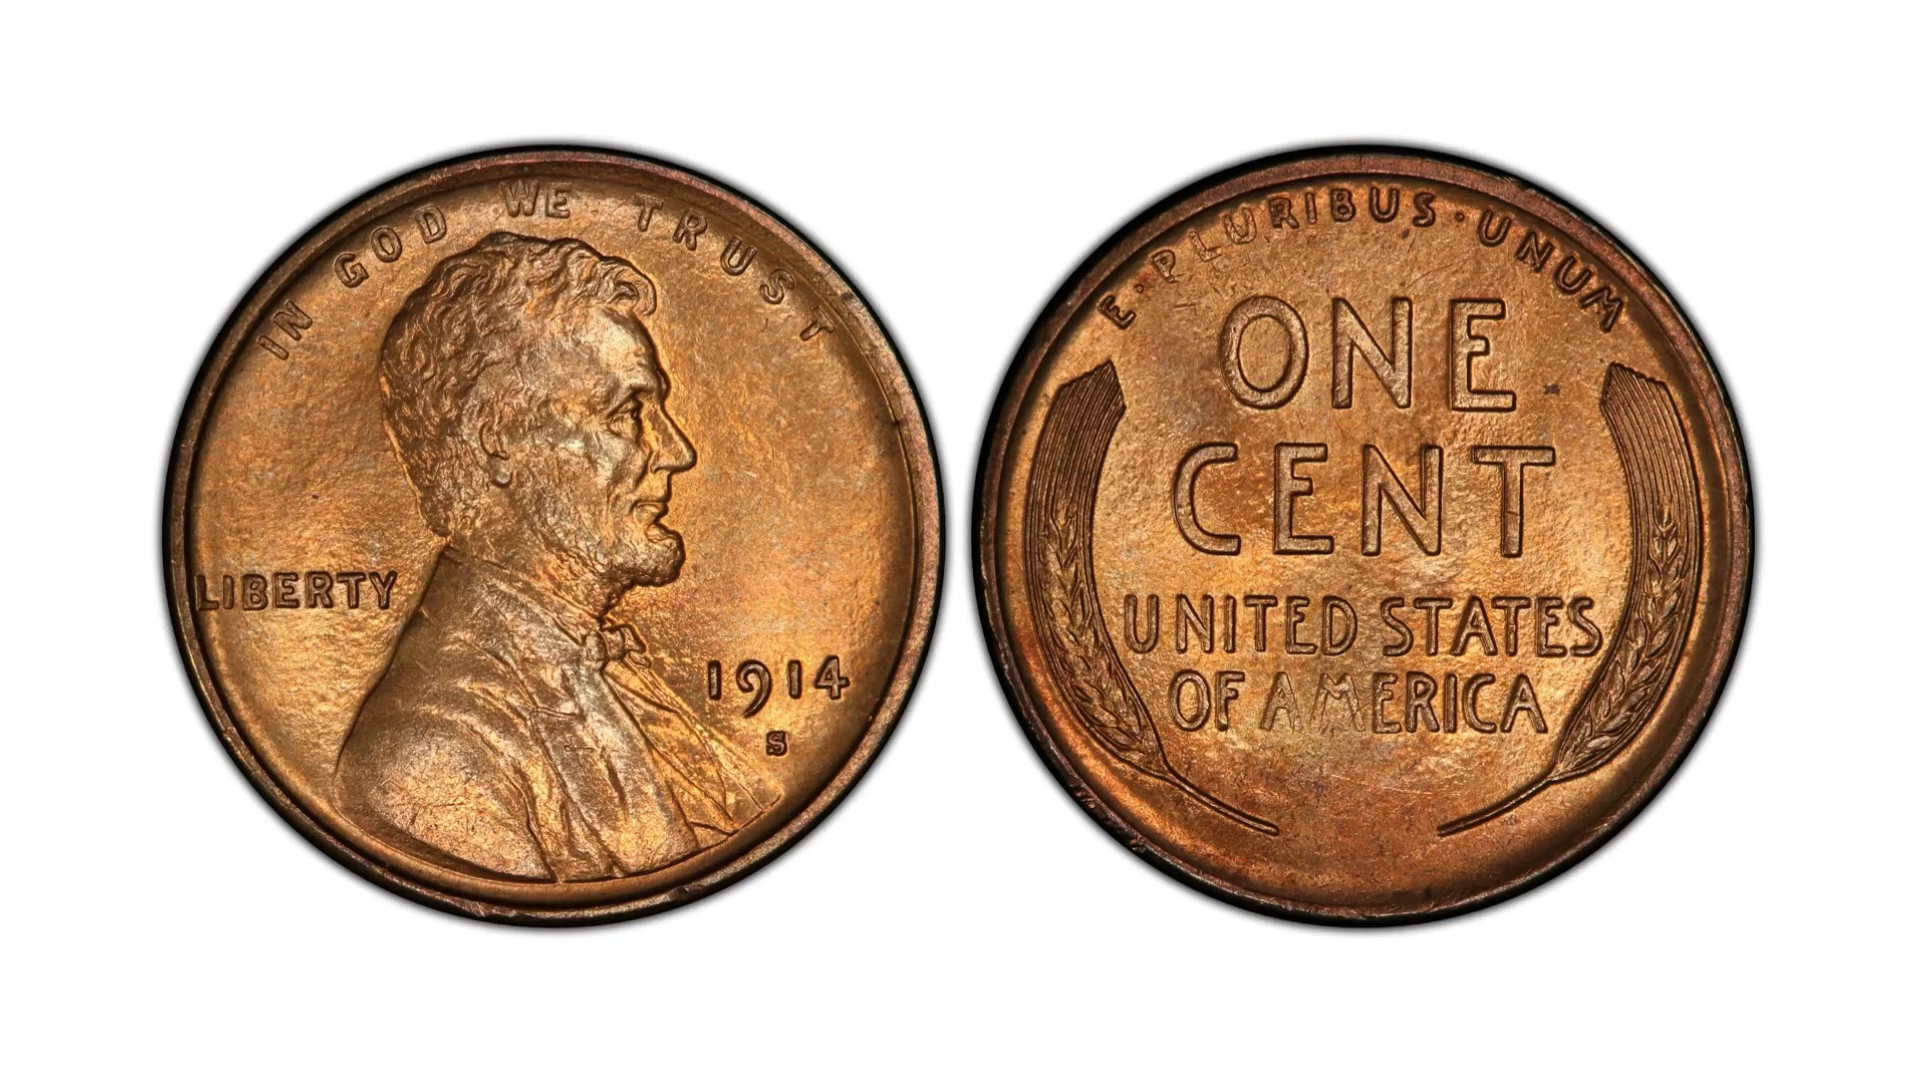 IN GOD WE TRUST
LIBERTY
1914
S
E·PLURIBUS·UNUM
ONE
CENT
UNITED STATES
OF AMERICA